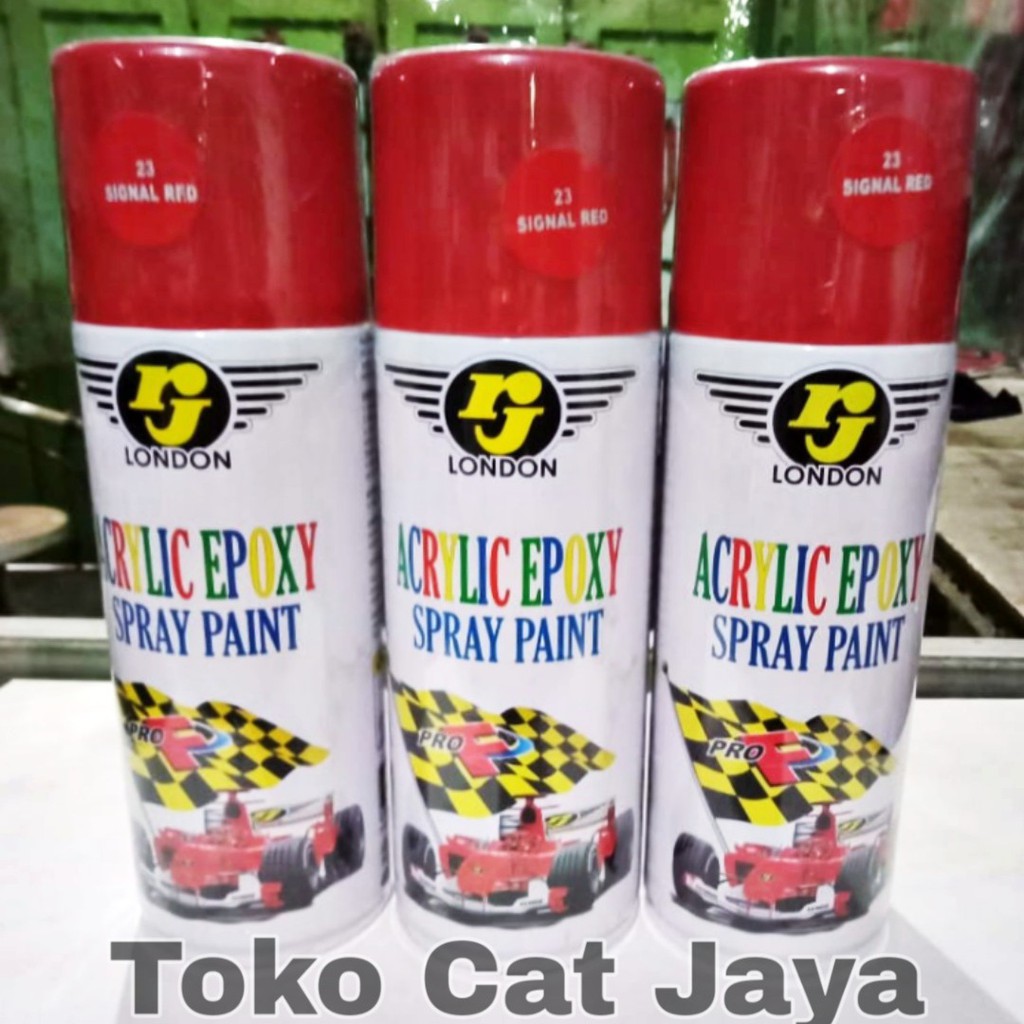 23
SIGNAL RED
23
SIGNAL RED
23
SIGNAL RED
rJ
LONDON
rJ
LONDON
rJ
LONDON
ACRYLIC EPOXY
SPRAY PAINT
ACRYLIC EPOXY
SPRAY PAINT
ACRYLIC EPOXY
SPRAY PAINT
PRO
PRO
PRO
Toko Cat Jaya